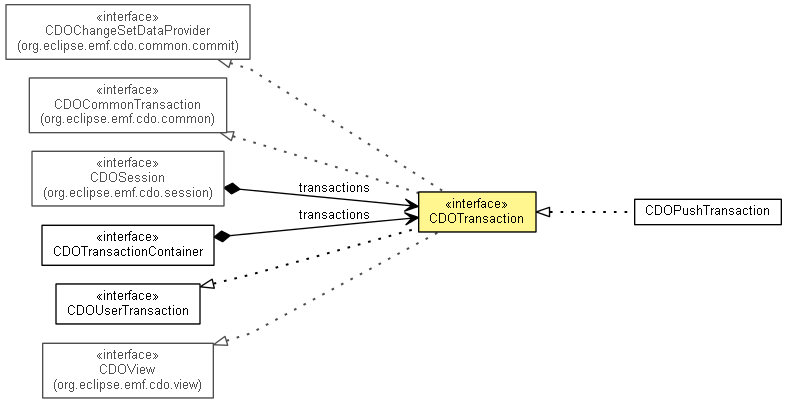 «interface»
CDOChangeSetDataProvider
(org.eclipse.emf.cdo.common.commit)
«interface»
CDOCommonTransaction
(org.eclipse.emf.cdo.common)
«interface»
CDOSession
(org.eclipse.emf.cdo.session)
transactions
«interface»
CDOTransaction
CDOPushTransaction
transactions
«interface»
CDOTransactionContainer
«interface»
CDOUserTransaction
«interface»
CDOView
(org.eclipse.emf.cdo.view)